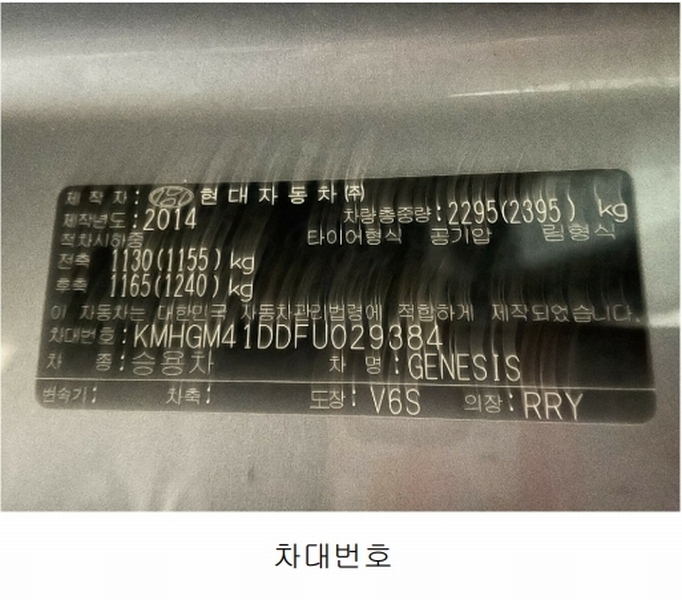 제작자: 현대자동차㈜
제작년도:2014 차량총중량:2295(2395) kg
적차시하중 타이어형식 공기압 림형식
전축 1130(1155) kg
후축 1165(1240) kg
이 자동차는 대한민국 자동차관리법령에 적합하게 제작되었습니다.
차대번호:KMHGM41DDFU029384
차 종:승용차 차 명:GENESIS
변속기: 차축: 도장: V6S 의장:RRY
차대번호